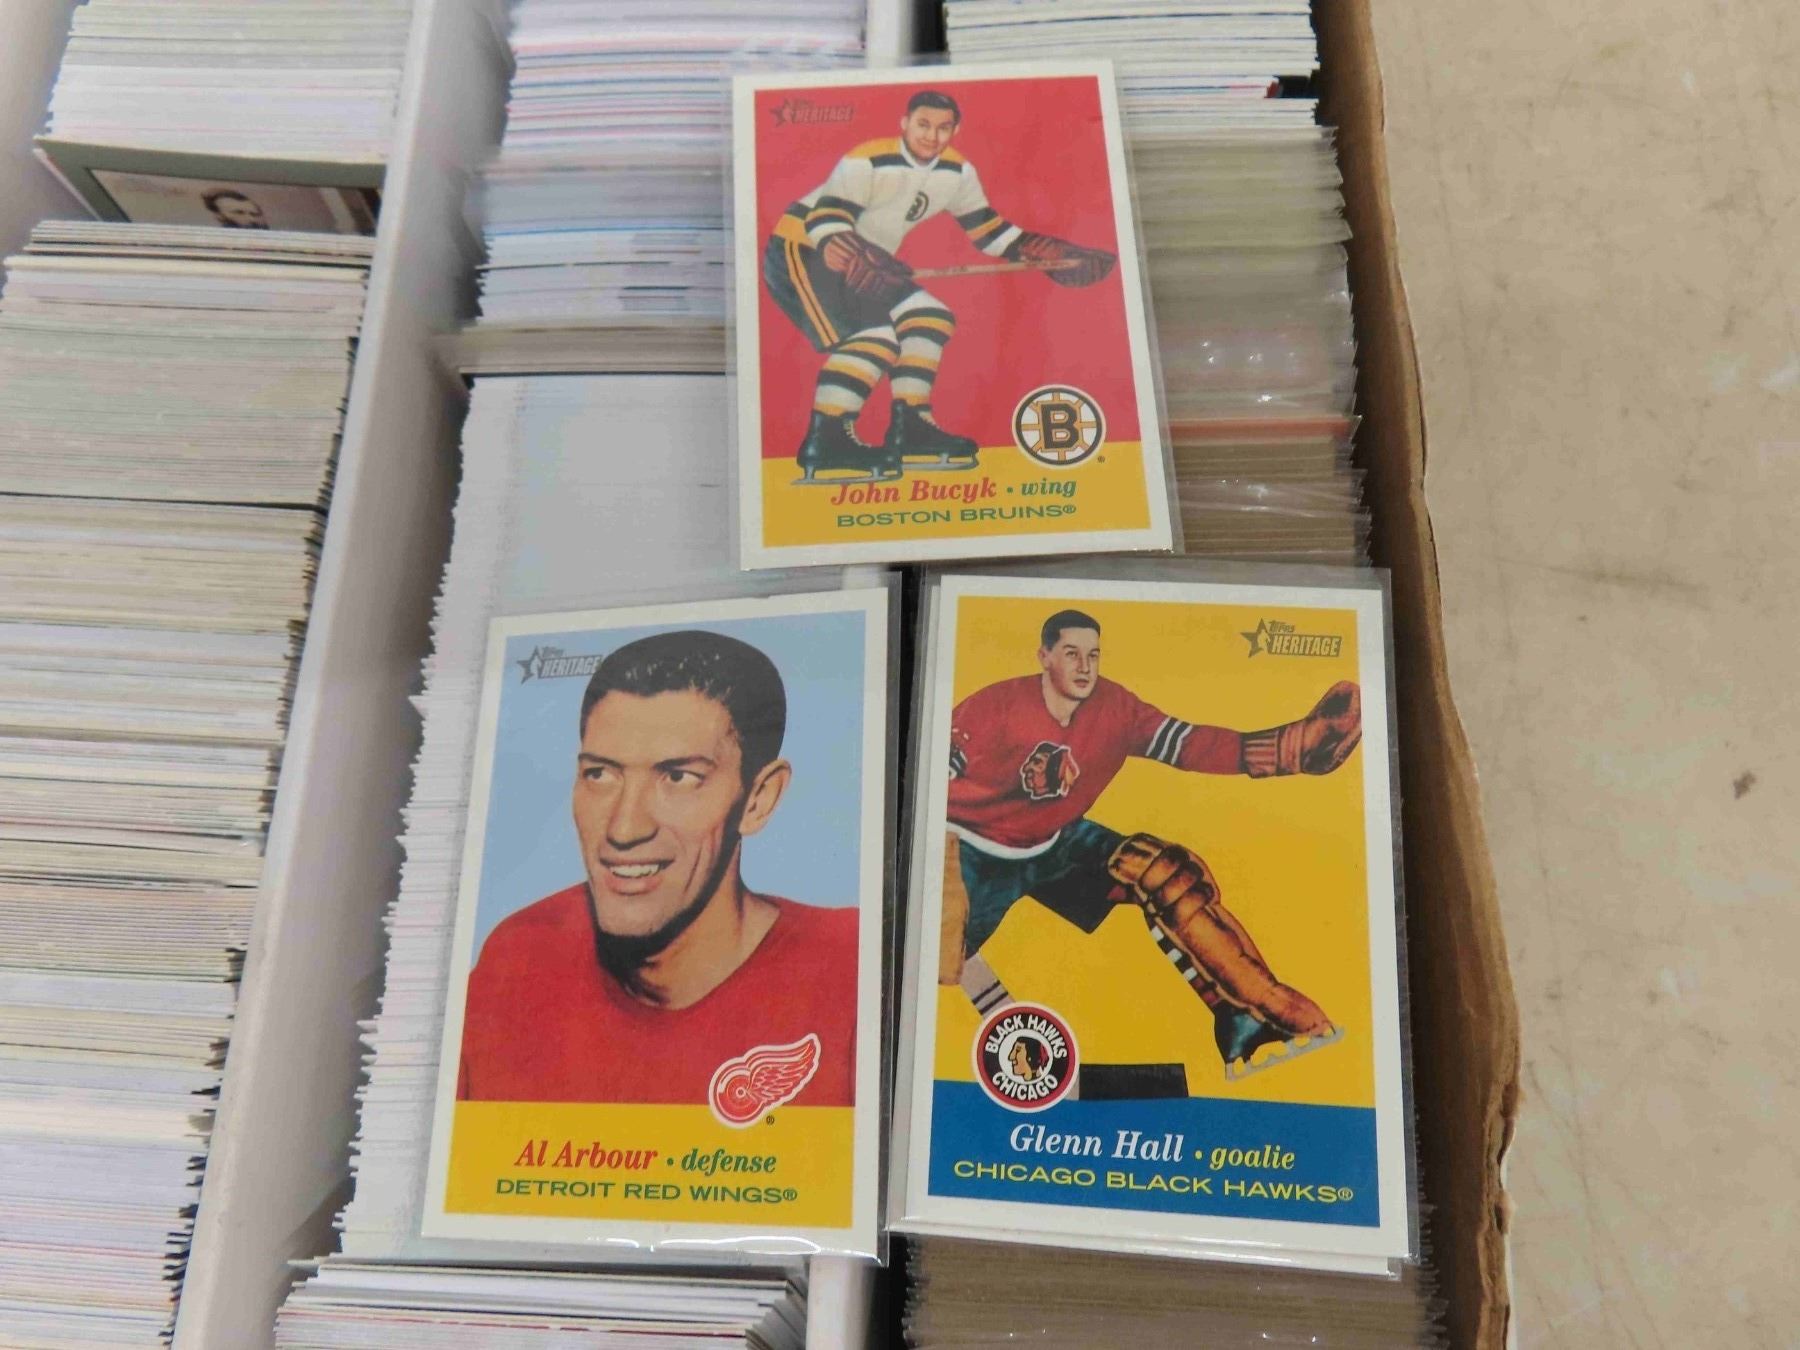 Topps
HERITAGE
B
John Bucyk • wing
BOSTON BRUINS®
Topps
HERITAGE
Al Arbour • defense
DETROIT RED WINGS®
Topps
HERITAGE
BLACK HAWKS
CHICAGO
Glenn Hall • goalie
CHICAGO BLACK HAWKS®